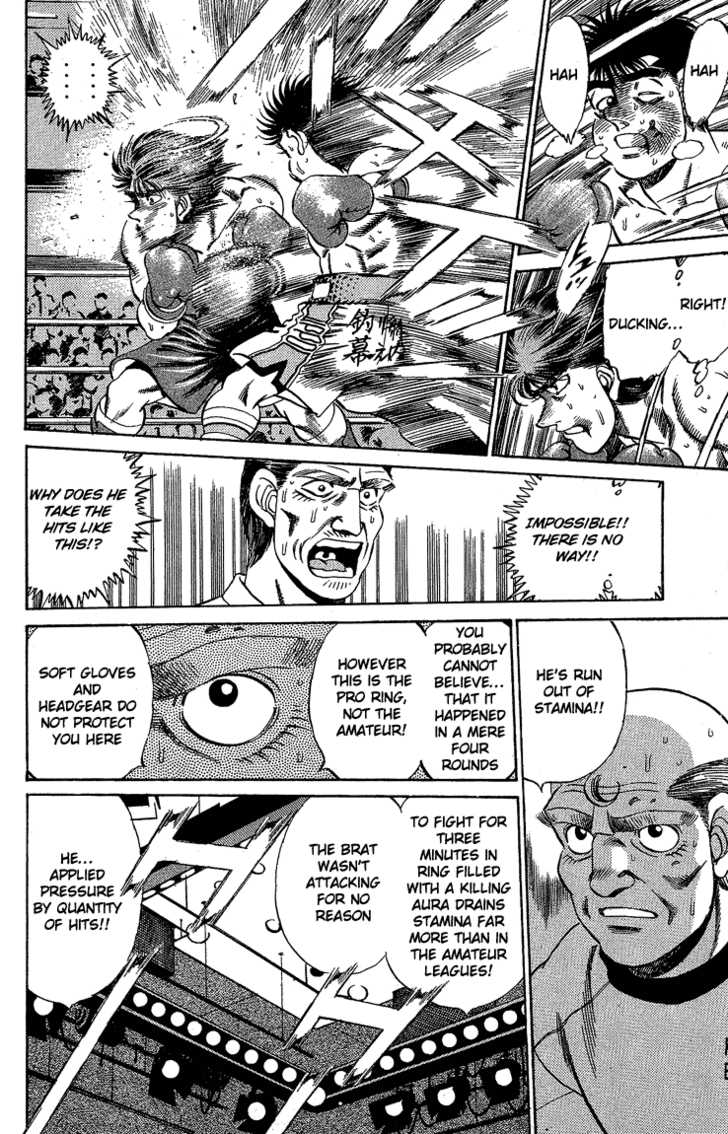 HAH
HAH
: : :
RIGHT!
DUCKING...
IMPOSSIBLE!!
THERE IS NO
WAY!!
WHY DOES HE
TAKE THE
HITS LIKE
THIS!?
HE'S RUN
OUT OF
STAMINA!!
YOU
PROBABLY
CANNOT
BELIEVE...
THAT IT
HAPPENED
IN A MERE
FOUR
ROUNDS
HOWEVER
THIS IS THE
PRO RING,
NOT THE
AMATEUR!
SOFT GLOVES
AND
HEADGEAR DO
NOT PROTECT
YOU HERE
TO FIGHT FOR
THREE
MINUTES IN
RING FILLED
WITH A KILLING
AURA DRAINS
STAMINA FAR
MORE THAN IN
THE AMATEUR
LEAGUES!
THE BRAT
WASN'T
ATTACKING
FOR NO
REASON
HE...
APPLIED
PRESSURE
BY QUANTITY
OF HITS!!